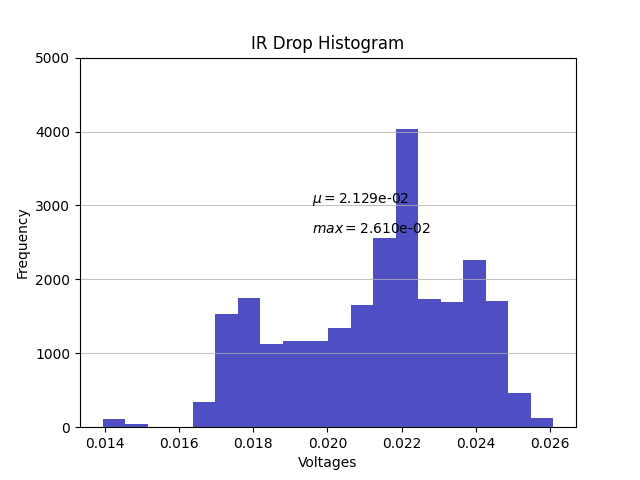 IR Drop Histogram
5000
4000
3000
2000
1000
0
Frequency
μ = 2.129e-02
max = 2.610e-02
0.014 0.016 0.018 0.020 0.022 0.024 0.026
Voltages